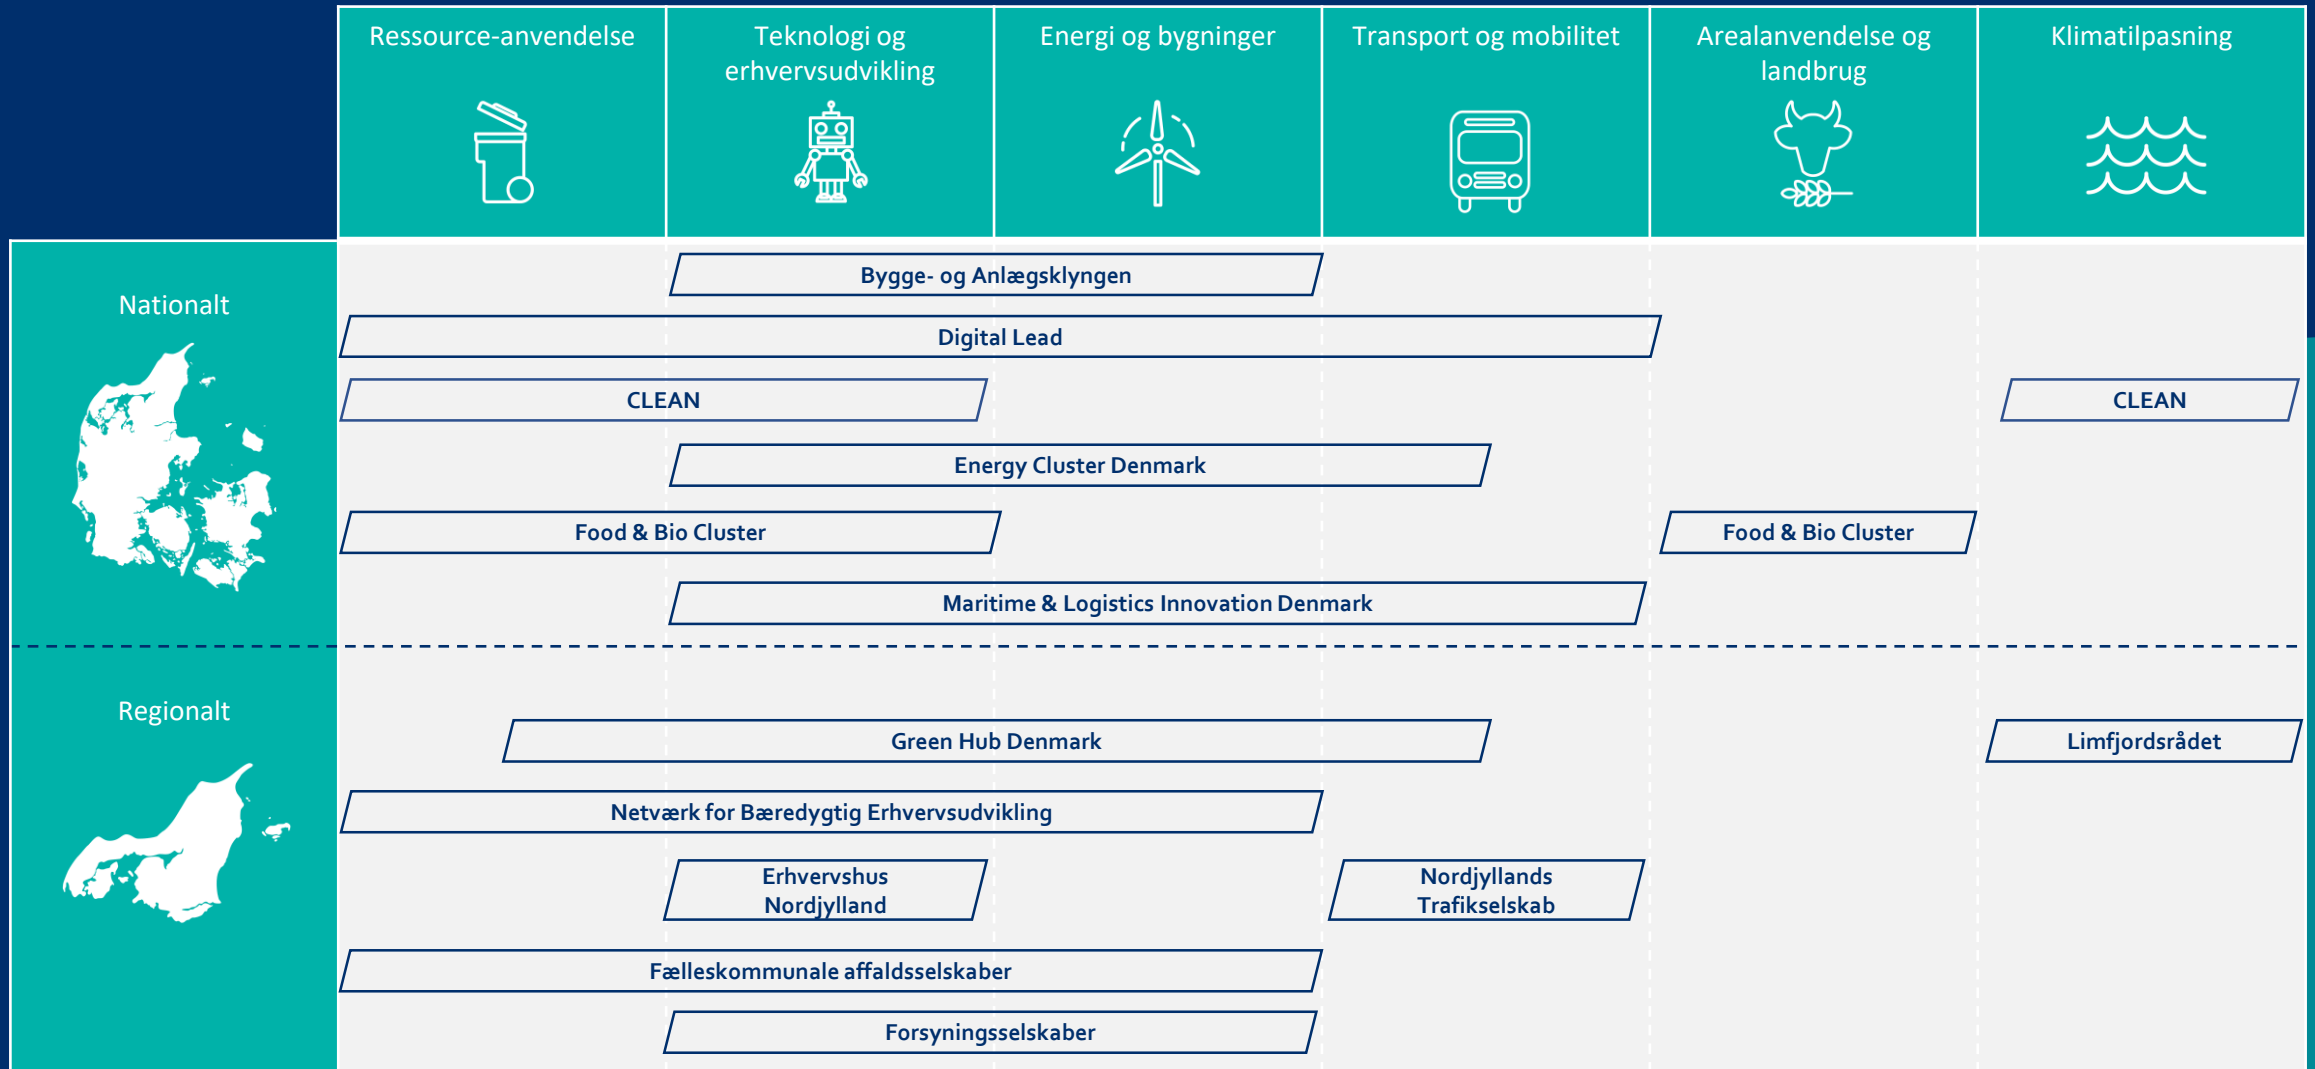 Ressource-anvendelse
Teknologi og
erhvervsudvikling
Energi og bygninger
Transport og mobilitet
Arealanvendelse og
landbrug
Klimatilpasning
Nationalt
Bygge- og Anlægsklyngen
Digital Lead
CLEAN
CLEAN
Energy Cluster Denmark
Food & Bio Cluster
Food & Bio Cluster
Maritime & Logistics Innovation Denmark
Regionalt
Green Hub Denmark
Limfjordsrådet
Netværk for Bæredygtig Erhvervsudvikling
Erhvervshus
Nordjylland
Nordjyllands
Trafikselskab
Fælleskommunale affaldsselskaber
Forsyningsselskaber